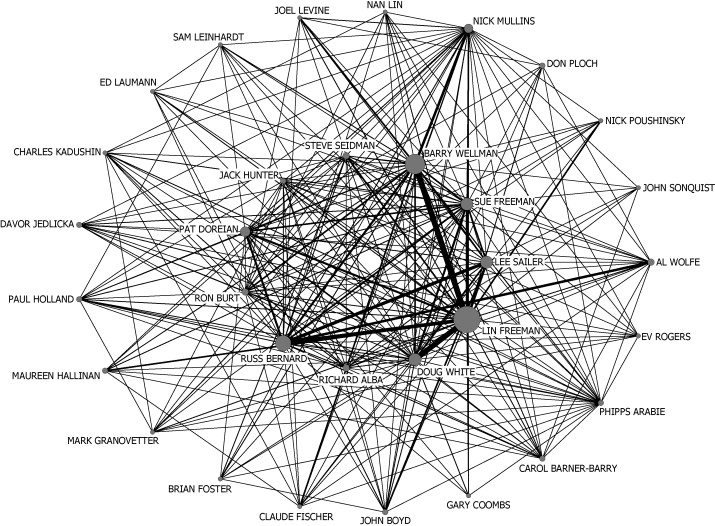 NAN LIN
JOEL LEVINE
NICK MULLINS
SAM LEINHARDT
DON PLOCH
ED LAUMANN
NICK POUSHINSKY
STEVE SEIDMAN
CHARLES KADUSHIN
BARRY WELLMAN
JACK HUNTER
JOHN SONQUIST
SUE FREEMAN
DAVOR JEDLICKA
PAT DOREIAN
LEE SAILER
AL WOLFE
PAUL HOLLAND
RON BURT
LIN FREEMAN
EV ROGERS
RUSS BERNARD
MAUREEN HALLINAN
DOUG WHITE
RICHARD ALBA
PHIPPS ARABIE
MARK GRANOVETTER
CAROL BARNER-BARRY
BRIAN FOSTER
GARY COOMBS
CLAUDE FISCHER
JOHN BOYD